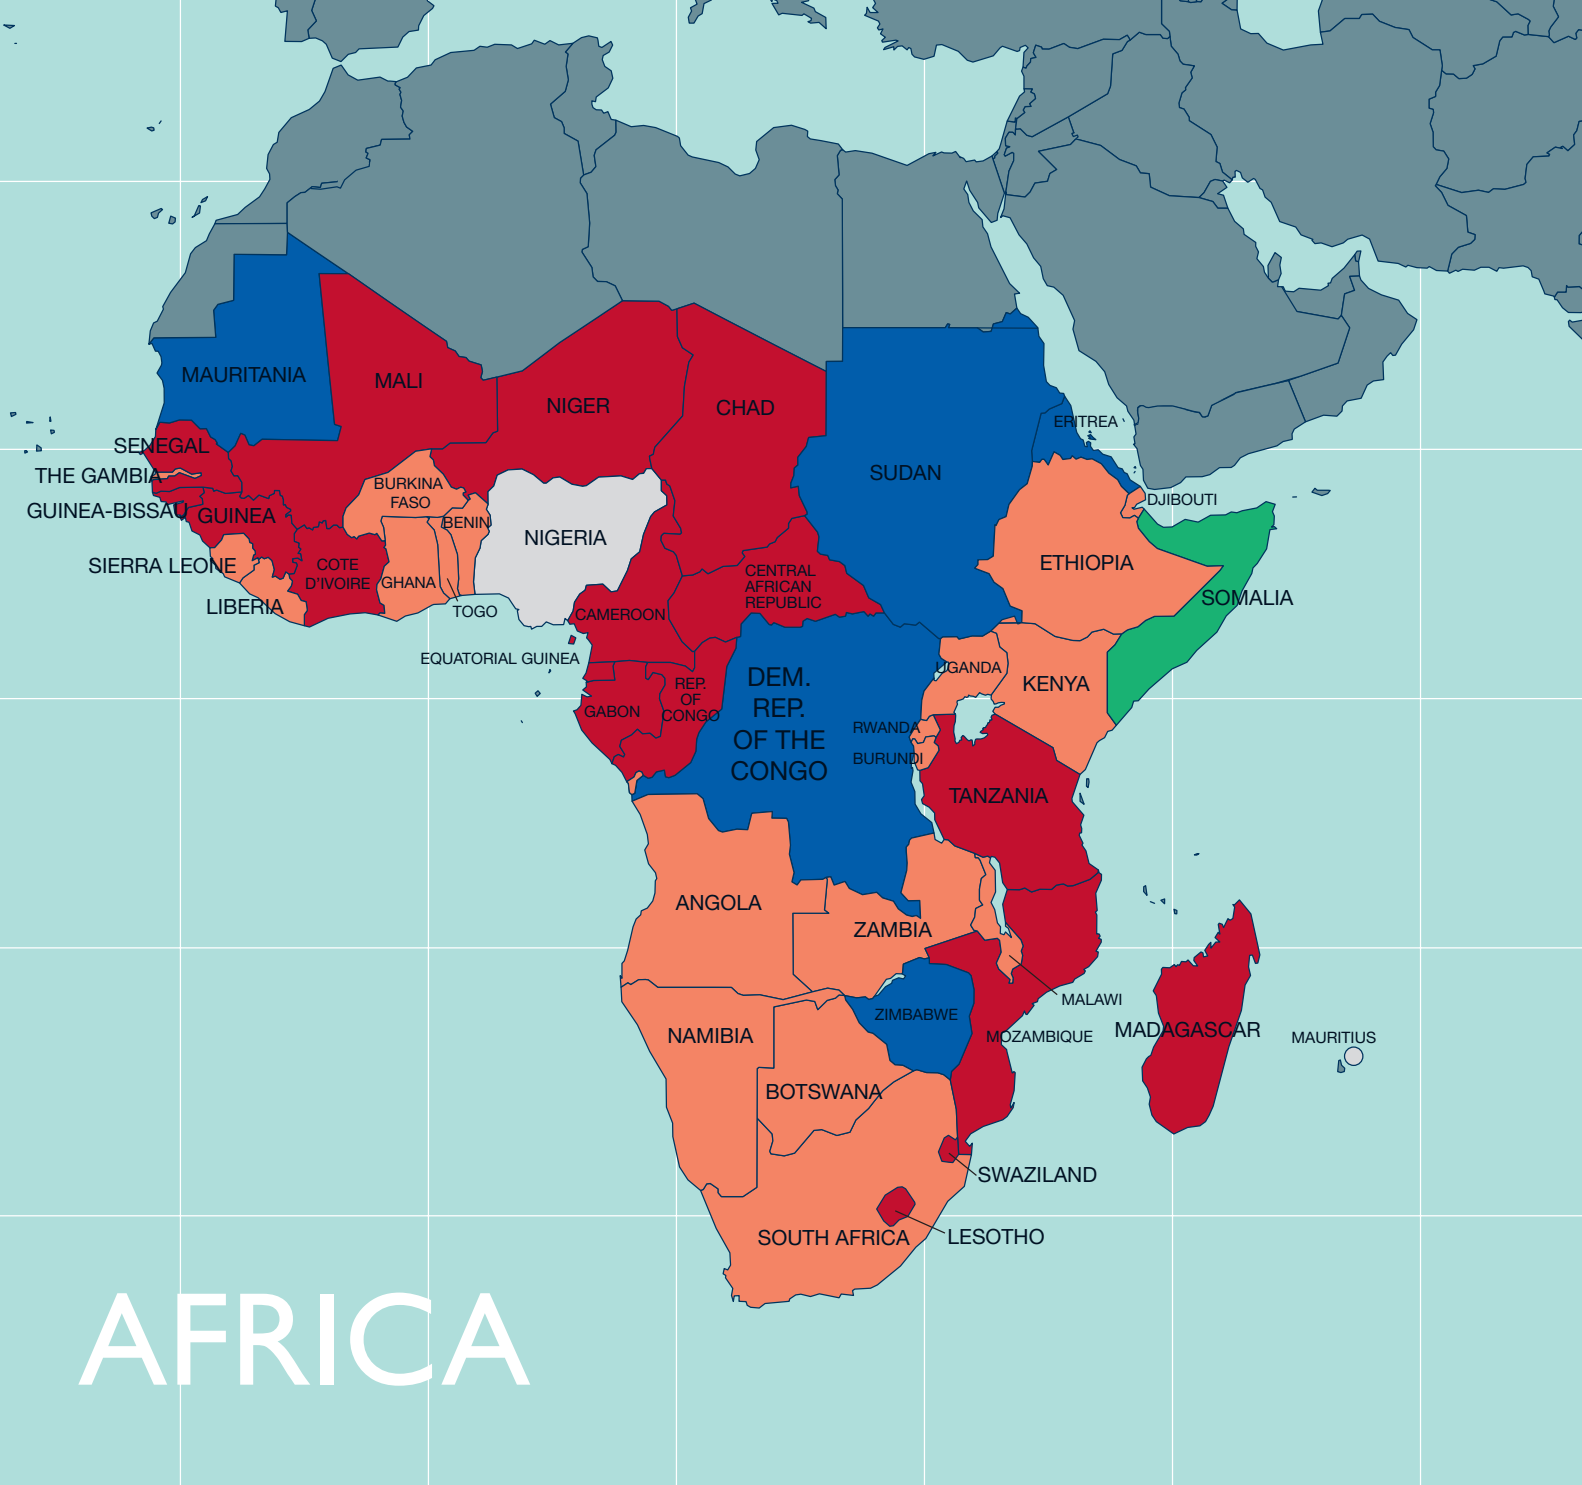 MAURITANIA
MALI
NIGER
CHAD
SUDAN
ERITREA
SENEGAL
THE GAMBIA
GUINEA-BISSAU
GUINEA
BURKINA
FASO
BENIN
NIGERIA
DJIBOUTI
ETHIOPIA
SOMALIA
SIERRA LEONE
LIBERIA
COTE
D'IVOIRE
GHANA
TOGO
CAMEROON
CENTRAL
AFRICAN
REPUBLIC
EQUATORIAL GUINEA
GABON
REP.
OF
CONGO
DEM.
REP.
OF THE
CONGO
UGANDA
KENYA
RWANDA
BURUNDI
TANZANIA
ANGOLA
ZAMBIA
MALAWI
ZIMBABWE
MOZAMBIQUE
MADAGASCAR
MAURITIUS
NAMIBIA
BOTSWANA
SWAZILAND
SOUTH AFRICA
LESOTHO
AFRICA